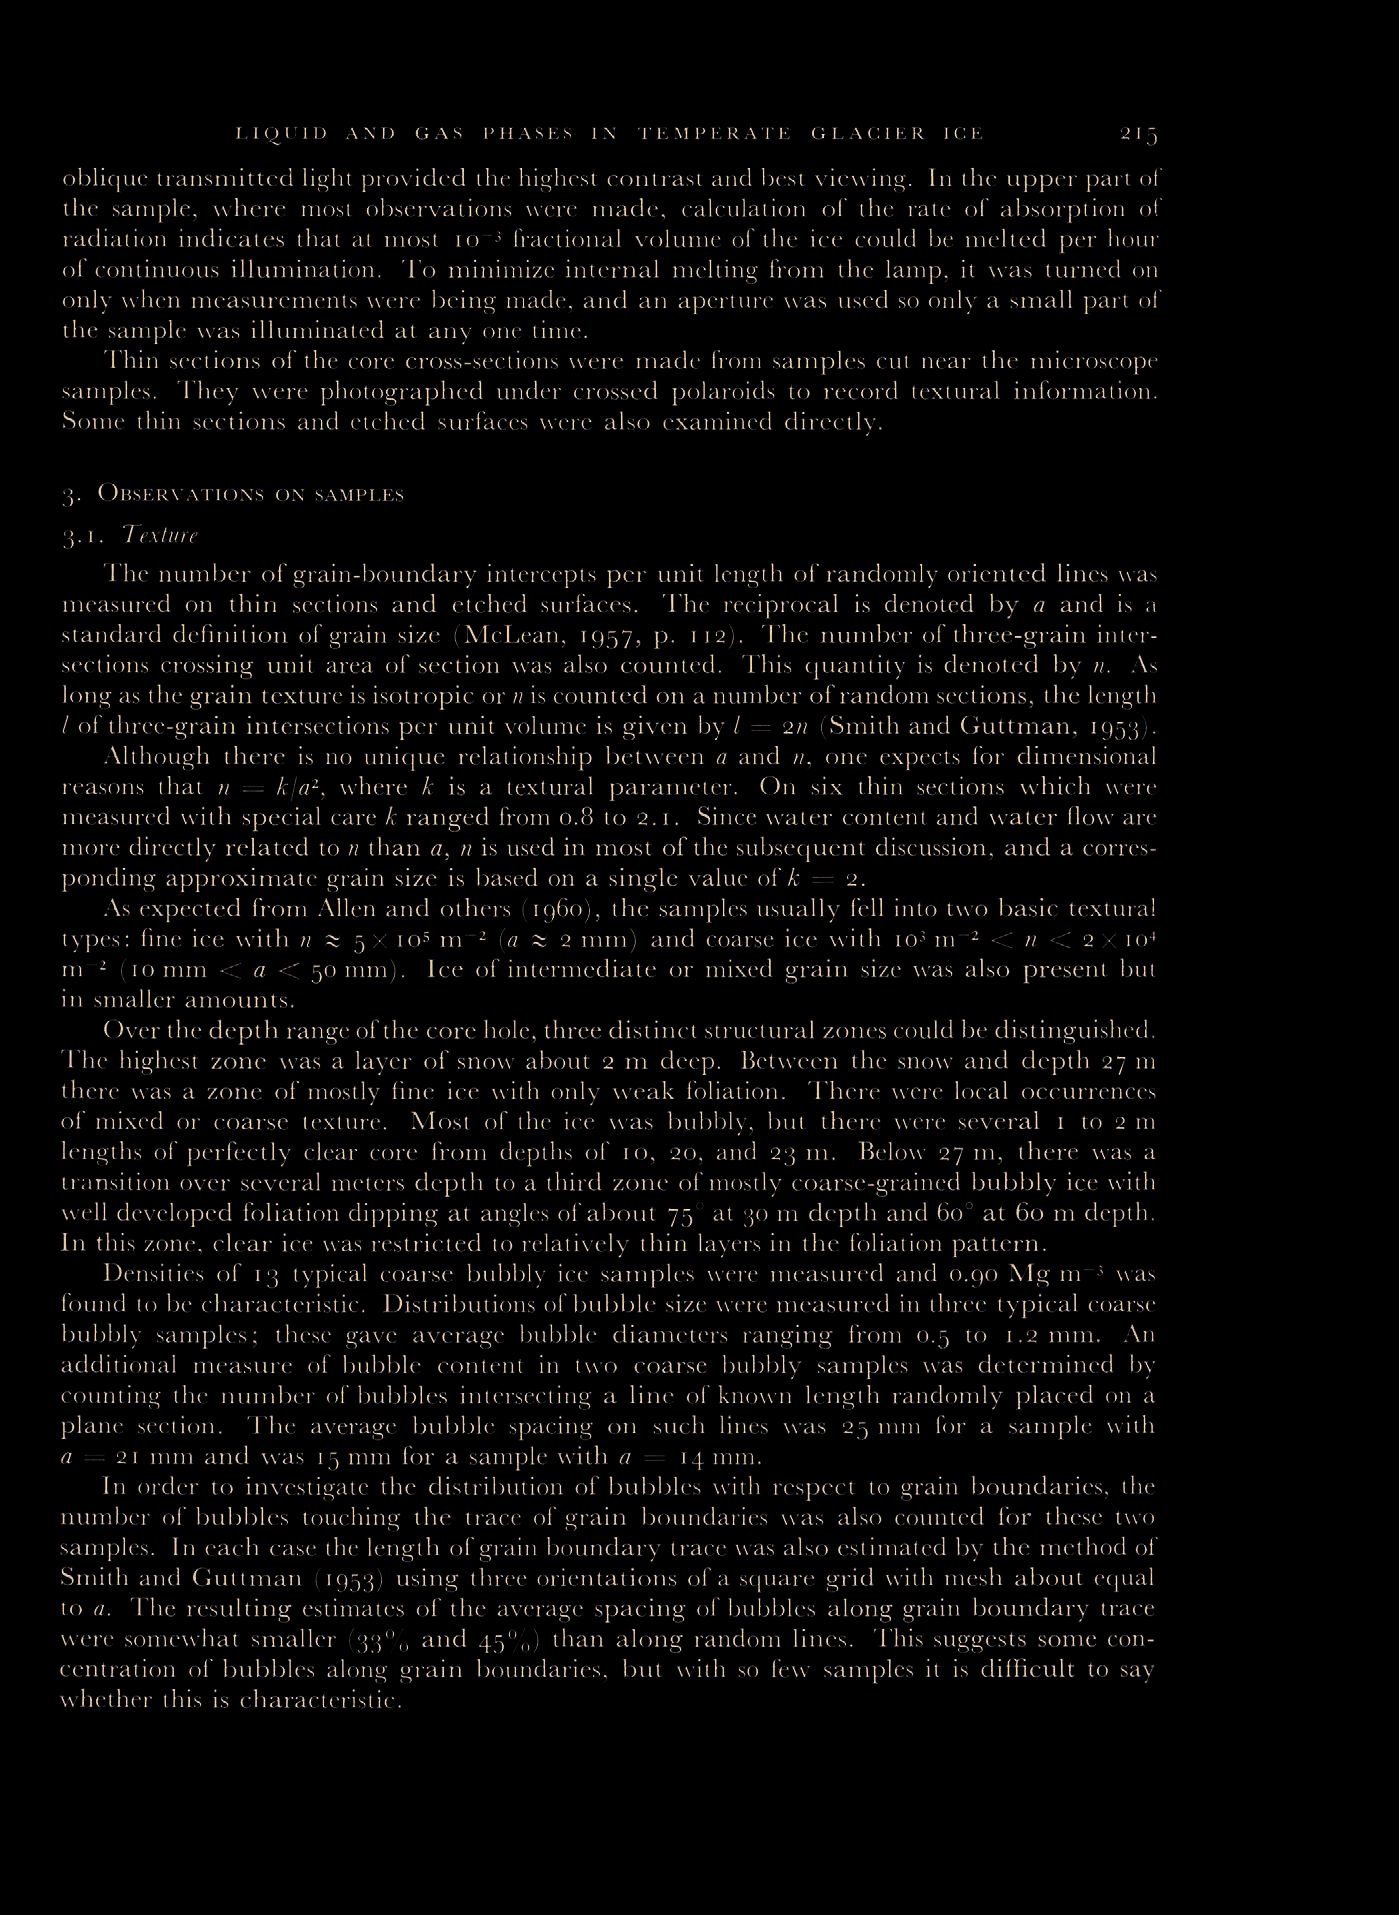 LIQUID AND GAS PHASES IN TEMPERATE GLACIER ICE 215
oblique transmitted light provided the highest contrast and best viewing. In the upper part of
the sample, where most observations were made, calculation of the rate of absorption of
radiation indicates that at most 10⁻³ fractional volume of the ice could be melted per hour
of continuous illumination. To minimize internal melting from the lamp, it was turned on
only when measurements were being made, and an aperture was used so only a small part of
the sample was illuminated at any one time.
Thin sections of the core cross-sections were made from samples cut near the microscope
samples. They were photographed under crossed polaroids to record textural information.
Some thin sections and etched surfaces were also examined directly.
3. Observations on samples
3.1. Texture
The number of grain-boundary intercepts per unit length of randomly oriented lines was
measured on thin sections and etched surfaces. The reciprocal is denoted by a and is a
standard definition of grain size (McLean, 1957, p. 112). The number of three-grain inter-
sections crossing unit area of section was also counted. This quantity is denoted by n. As
long as the grain texture is isotropic or n is counted on a number of random sections, the length
l of three-grain intersections per unit volume is given by l = 2n (Smith and Guttman, 1953).
Although there is no unique relationship between a and n, one expects for dimensional
reasons that n = k/a², where k is a textural parameter. On six thin sections which were
measured with special care k ranged from 0.8 to 2.1. Since water content and water flow are
more directly related to n than a, n is used in most of the subsequent discussion, and a corres-
ponding approximate grain size is based on a single value of k = 2.
As expected from Allen and others (1960), the samples usually fell into two basic textural
types: fine ice with n ≈ 5×10⁵ m⁻² (a ≈ 2 mm) and coarse ice with 10³ m⁻² < n < 2×10⁴
m⁻² (10 mm < a < 50 mm). Ice of intermediate or mixed grain size was also present but
in smaller amounts.
Over the depth range of the core hole, three distinct structural zones could be distinguished.
The highest zone was a layer of snow about 2 m deep. Between the snow and depth 27 m
there was a zone of mostly fine ice with only weak foliation. There were local occurrences
of mixed or coarse texture. Most of the ice was bubbly, but there were several 1 to 2 m
lengths of perfectly clear core from depths of 10, 20, and 23 m. Below 27 m, there was a
transition over several meters depth to a third zone of mostly coarse-grained bubbly ice with
well developed foliation dipping at angles of about 75° at 30 m depth and 60° at 60 m depth.
In this zone, clear ice was restricted to relatively thin layers in the foliation pattern.
Densities of 13 typical coarse bubbly ice samples were measured and 0.90 Mg m⁻³ was
found to be characteristic. Distributions of bubble size were measured in three typical coarse
bubbly samples; these gave average bubble diameters ranging from 0.5 to 1.2 mm. An
additional measure of bubble content in two coarse bubbly samples was determined by
counting the number of bubbles intersecting a line of known length randomly placed on a
plane section. The average bubble spacing on such lines was 25 mm for a sample with
a = 21 mm and was 15 mm for a sample with a = 14 mm.
In order to investigate the distribution of bubbles with respect to grain boundaries, the
number of bubbles touching the trace of grain boundaries was also counted for these two
samples. In each case the length of grain boundary trace was also estimated by the method of
Smith and Guttman (1953) using three orientations of a square grid with mesh about equal
to a. The resulting estimates of the average spacing of bubbles along grain boundary trace
were somewhat smaller (33% and 45%) than along random lines. This suggests some con-
centration of bubbles along grain boundaries, but with so few samples it is difficult to say
whether this is characteristic.